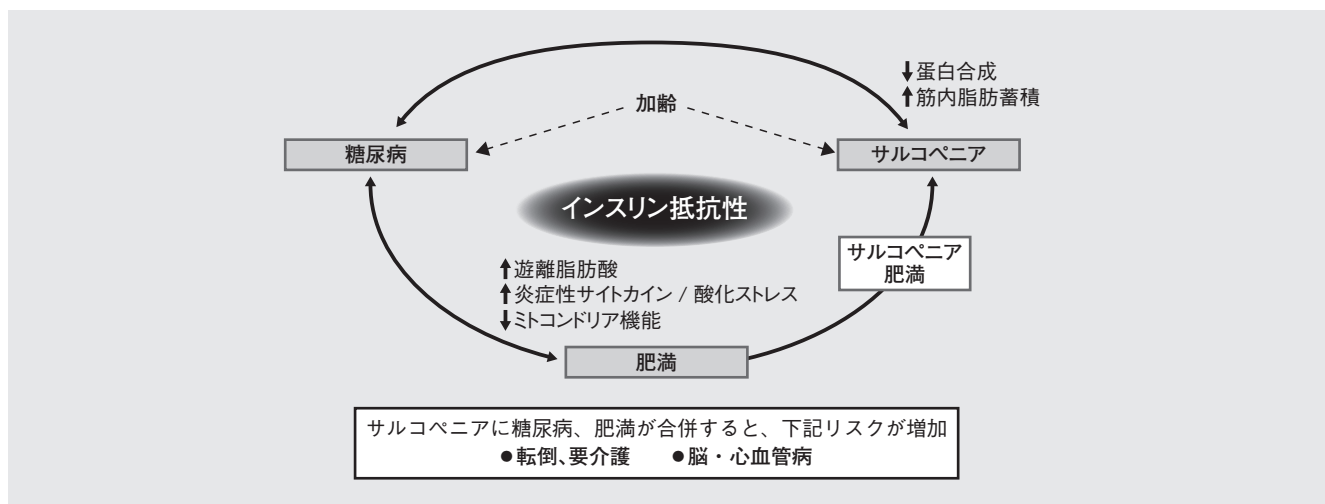 ↓蛋白合成
↑筋内脂肪蓄積
加齢
糖尿病
サルコペニア
インスリン抵抗性
サルコペニア
肥満
↑遊離脂肪酸
↑炎症性サイトカイン / 酸化ストレス
↓ミトコンドリア機能
肥満
サルコペニアに糖尿病、肥満が合併すると、下記リスクが増加
●転倒、要介護 ●脳・心血管病